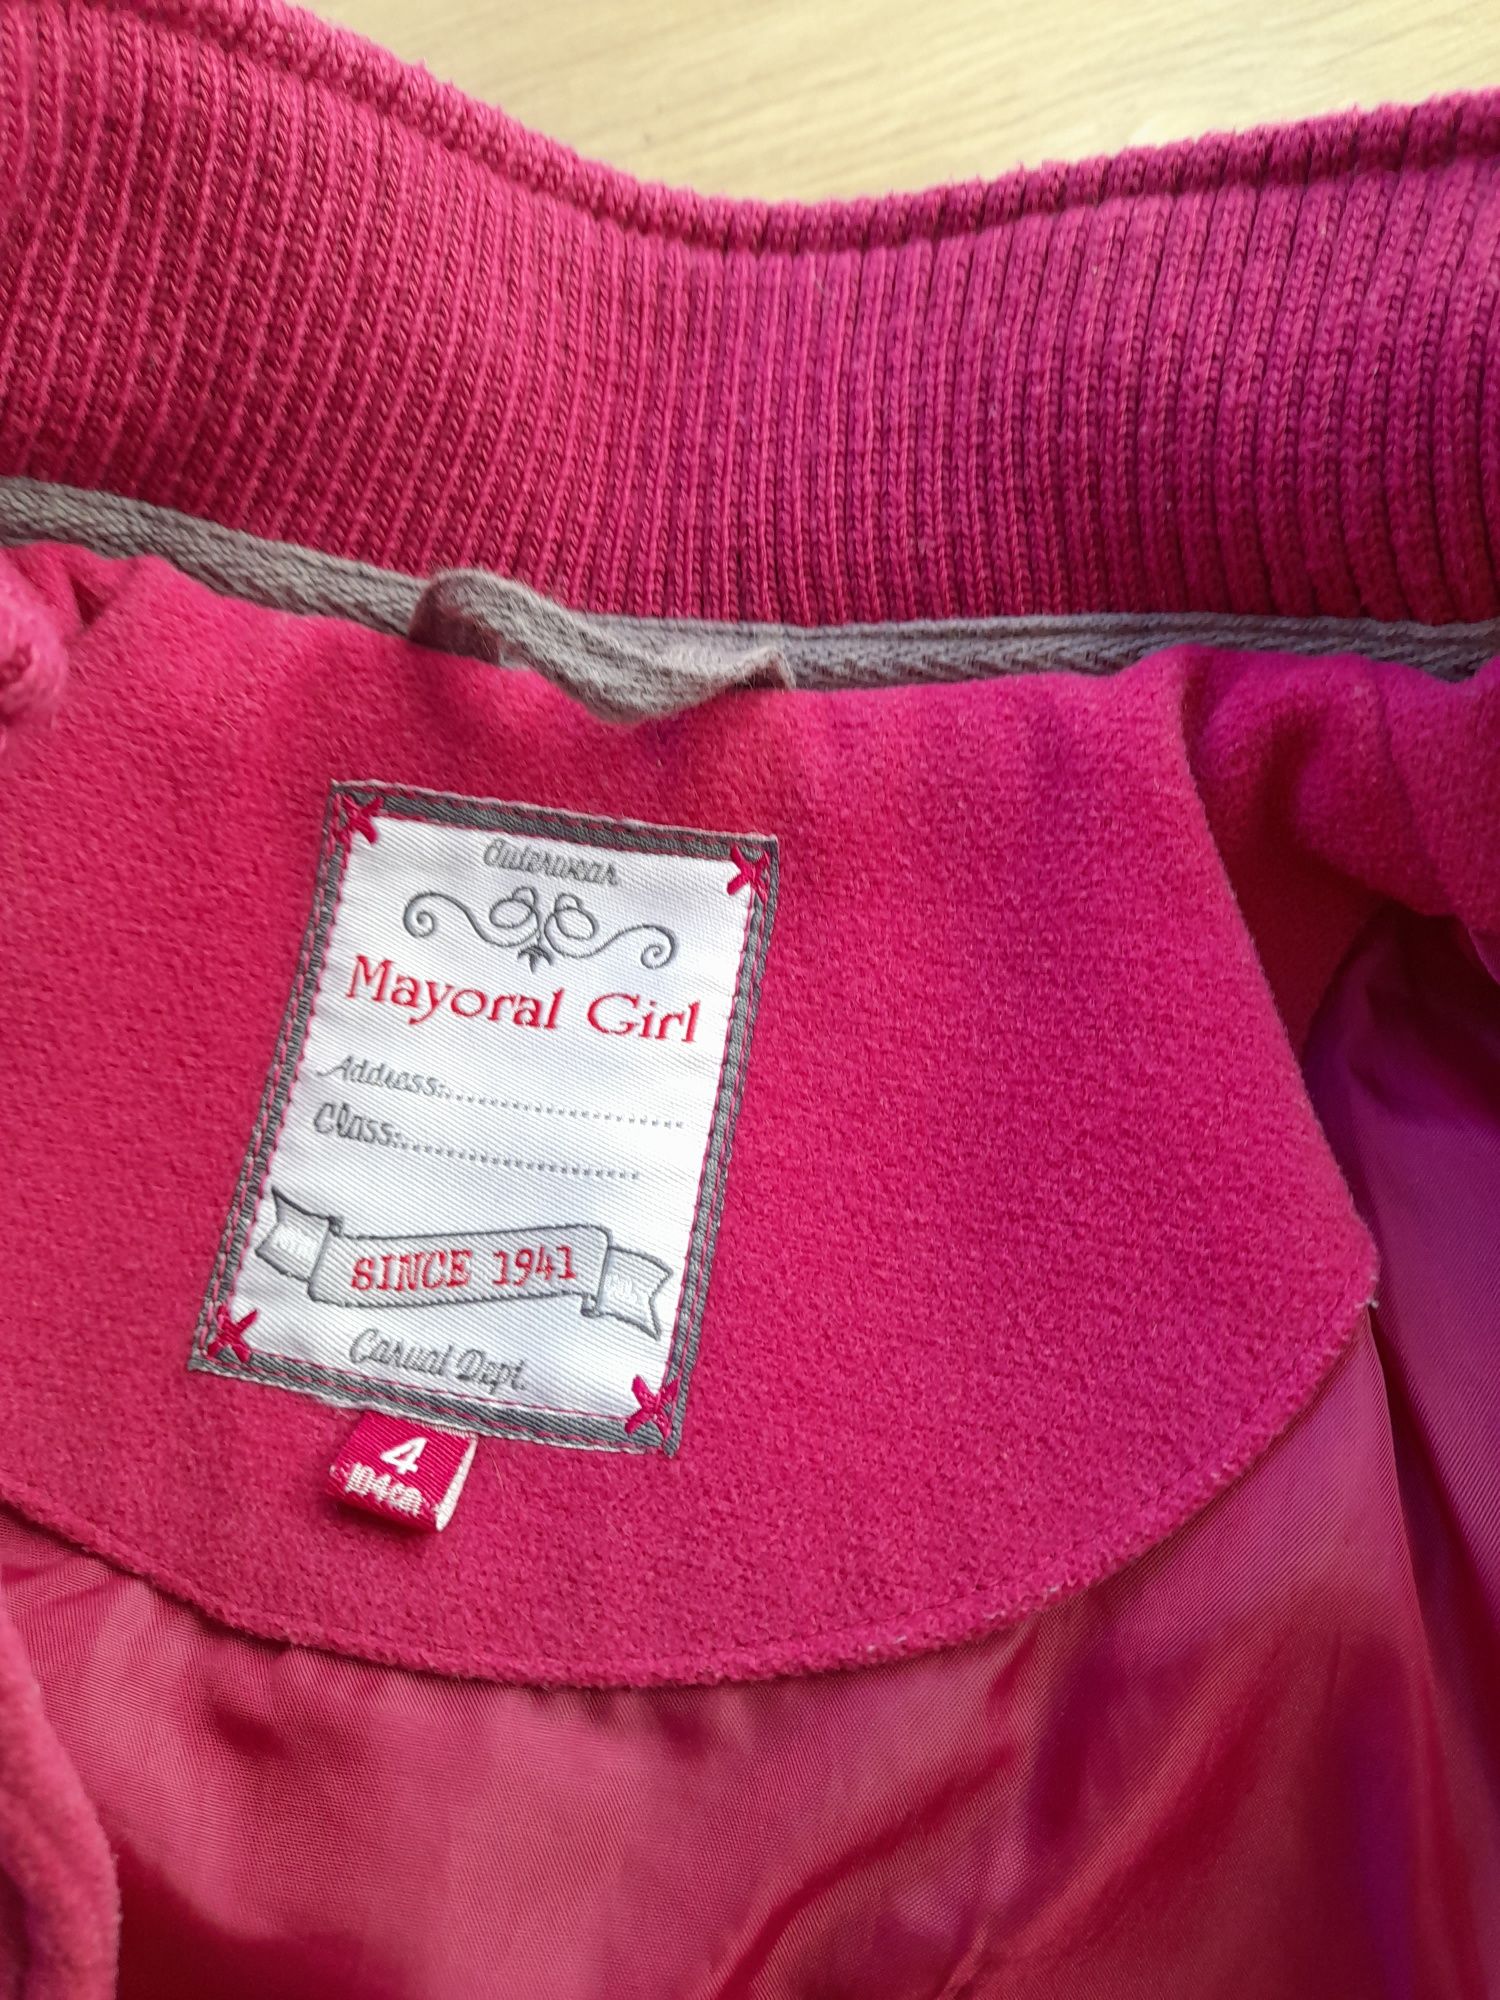 Outerwear
Mayoral Girl
Address:........................
Class:........................
SINCE 1941
Casual Dept.
4
104cm